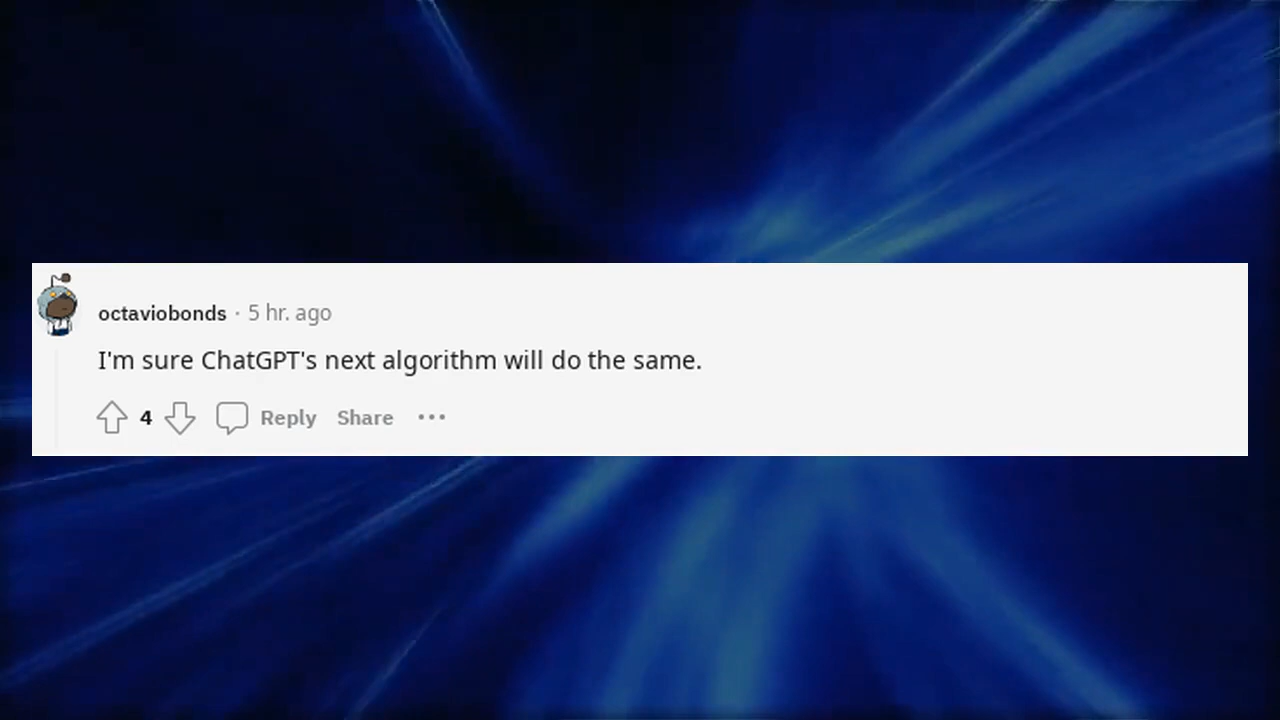 octaviobonds · 5 hr. ago
I'm sure ChatGPT's next algorithm will do the same.
4 Reply Share •••